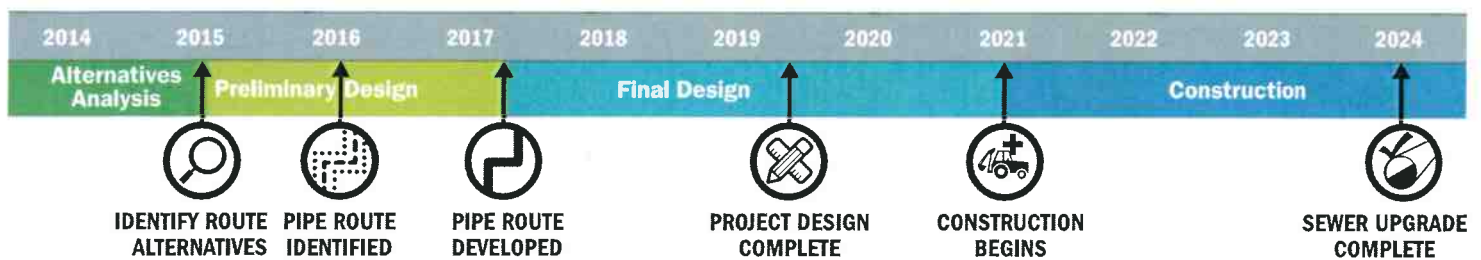 2014 2015 2016 2017 2018 2019 2020 2021 2022 2023 2024
Alternatives
Analysis
Preliminary Design
Final Design
Construction
IDENTIFY ROUTE
ALTERNATIVES
PIPE ROUTE
IDENTIFIED
PIPE ROUTE
DEVELOPED
PROJECT DESIGN
COMPLETE
CONSTRUCTION
BEGINS
SEWER UPGRADE
COMPLETE